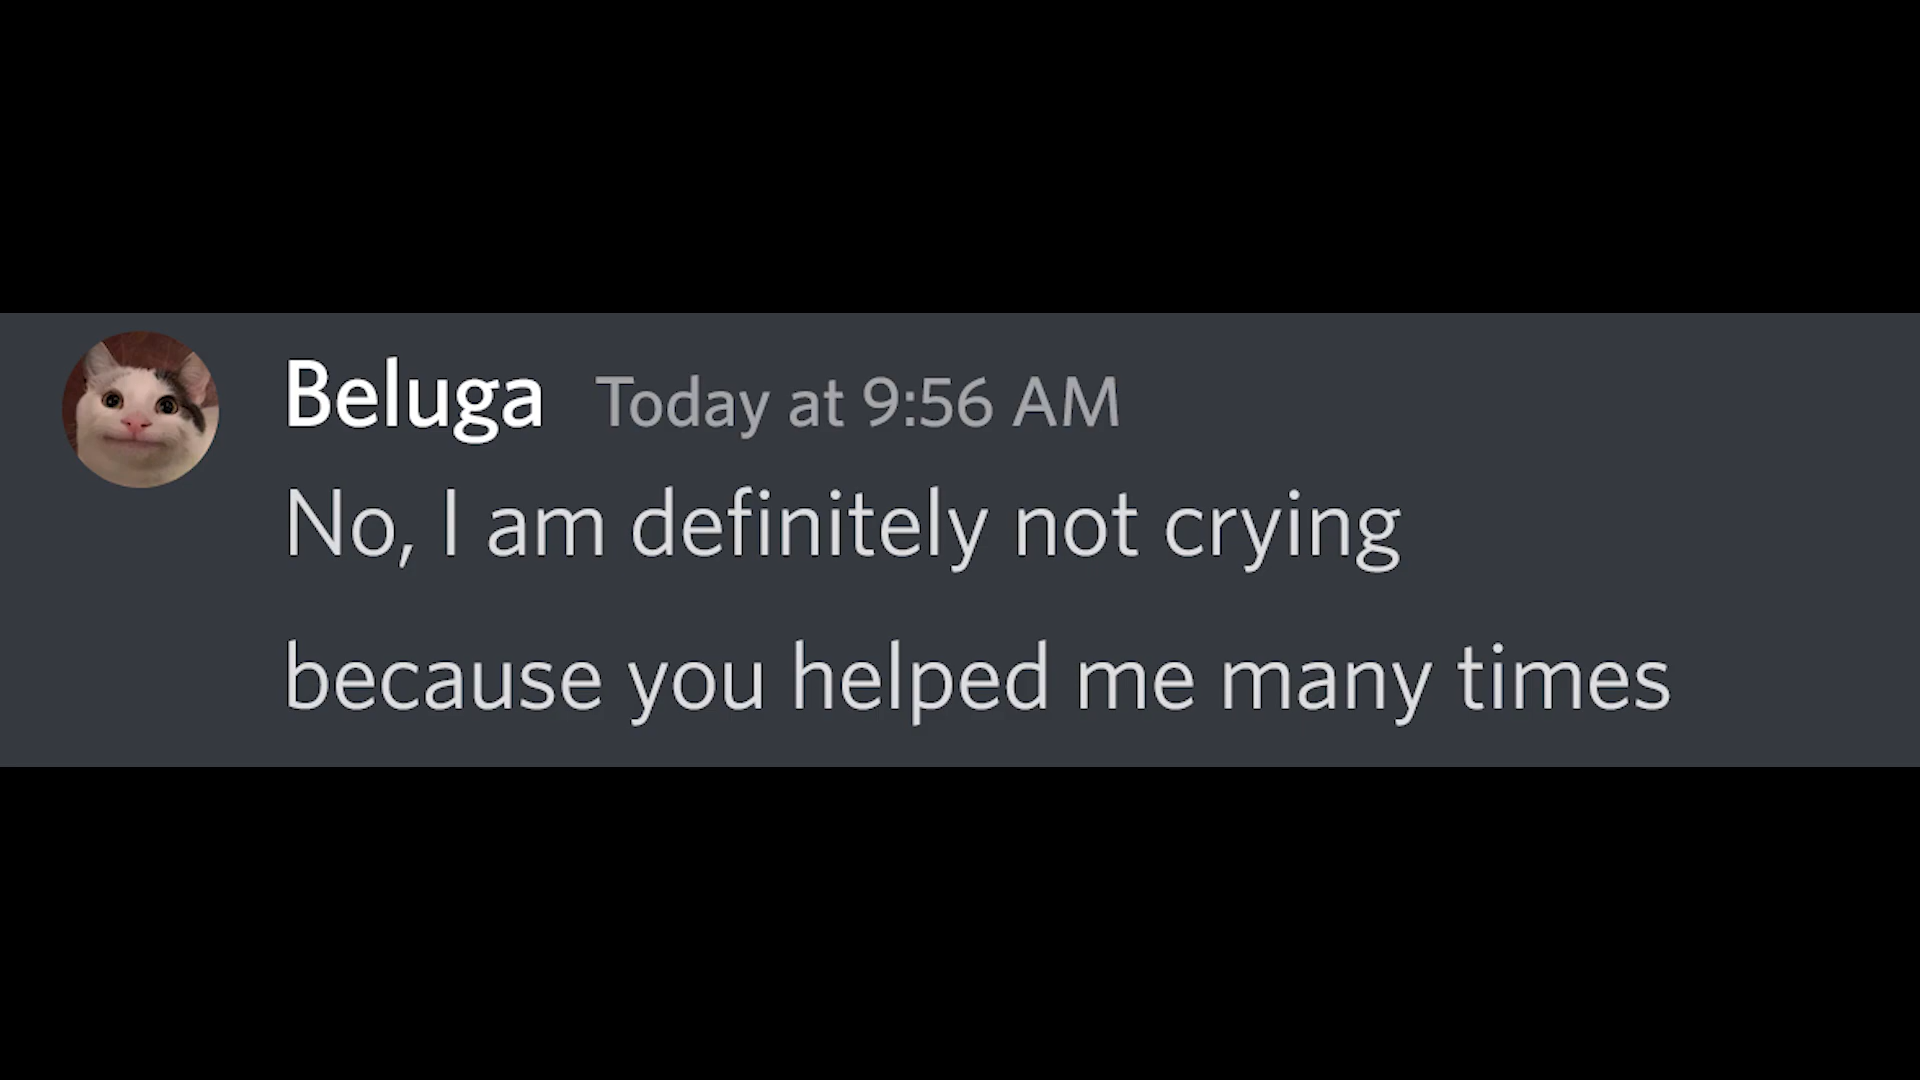 Beluga Today at 9:56 AM
No, I am definitely not crying
because you helped me many times